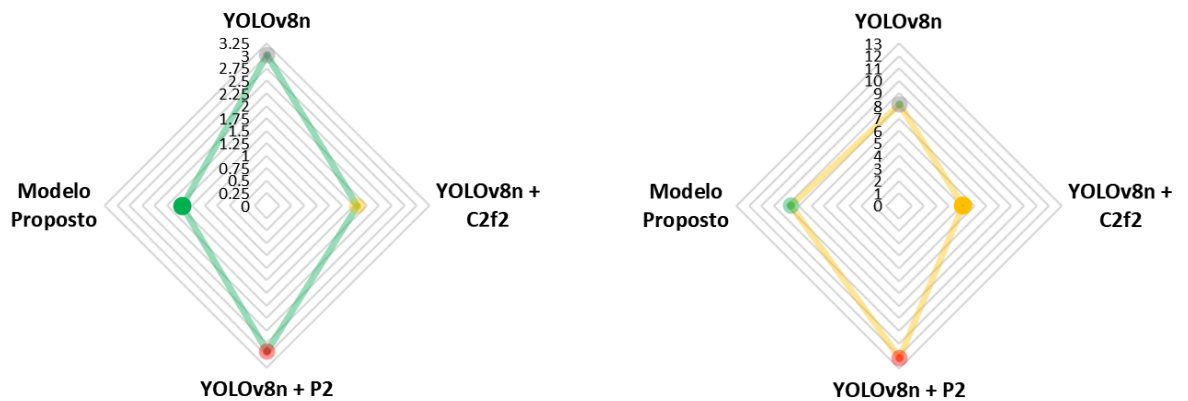 YOLOv8n
3.25
3
2.75
2.5
2.25
2
1.75
1.5
1.25
1
0.75
0.5
0.25
0
Modelo
Proposto
YOLOv8n +
C2f2
YOLOv8n + P2
YOLOv8n
13
12
11
10
9
8
7
6
5
4
3
2
1
0
Modelo
Proposto
YOLOv8n +
C2f2
YOLOv8n + P2